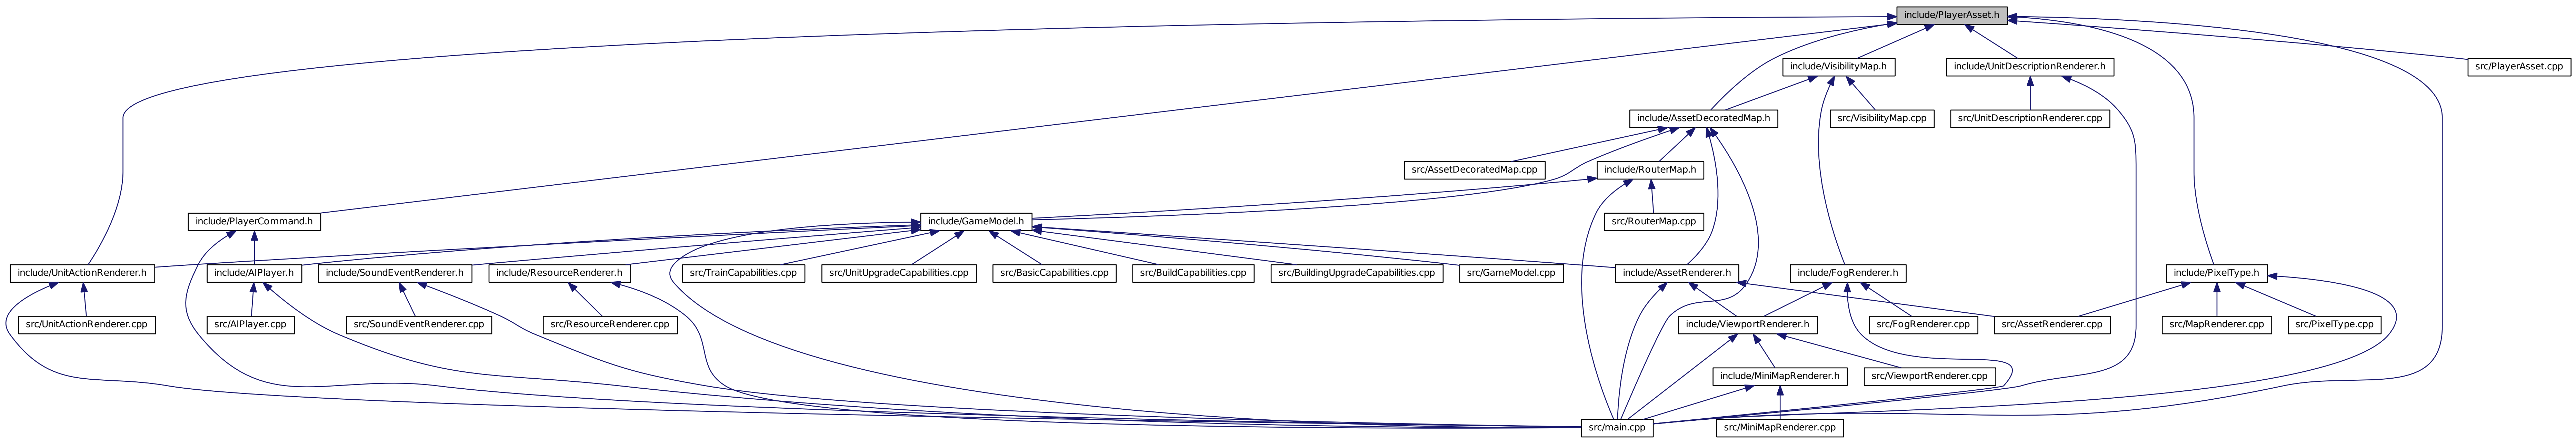 include/PlayerAsset.h
include/VisibilityMap.h
include/UnitDescriptionRenderer.h
src/PlayerAsset.cpp
include/AssetDecoratedMap.h
src/VisibilityMap.cpp
src/UnitDescriptionRenderer.cpp
src/AssetDecoratedMap.cpp
include/RouterMap.h
include/PlayerCommand.h
include/GameModel.h
src/RouterMap.cpp
include/UnitActionRenderer.h
include/AIPlayer.h
include/SoundEventRenderer.h
include/ResourceRenderer.h
src/TrainCapabilities.cpp
src/UnitUpgradeCapabilities.cpp
src/BasicCapabilities.cpp
src/BuildCapabilities.cpp
src/BuildingUpgradeCapabilities.cpp
src/GameModel.cpp
include/AssetRenderer.h
include/FogRenderer.h
include/PixelType.h
src/UnitActionRenderer.cpp
src/AIPlayer.cpp
src/SoundEventRenderer.cpp
src/ResourceRenderer.cpp
include/ViewportRenderer.h
src/FogRenderer.cpp
src/AssetRenderer.cpp
src/MapRenderer.cpp
src/PixelType.cpp
include/MiniMapRenderer.h
src/ViewportRenderer.cpp
src/main.cpp
src/MiniMapRenderer.cpp